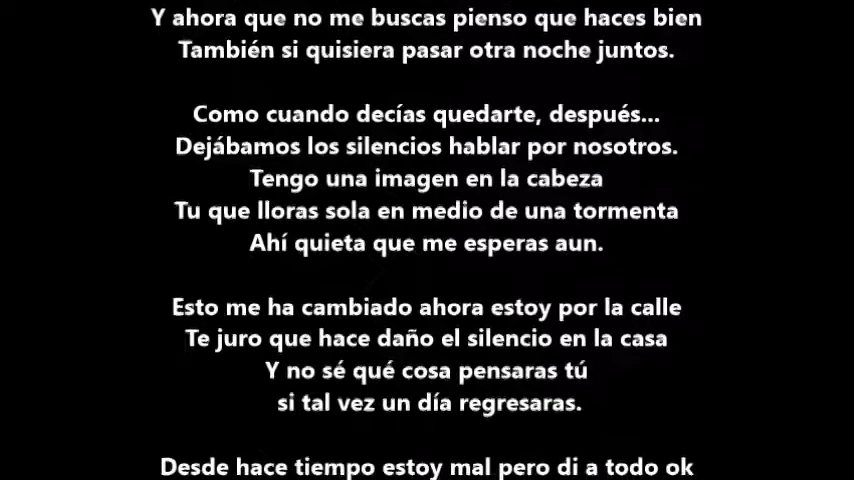 Y ahora que no me buscas pienso que haces bien
También si quisiera pasar otra noche juntos.
Como cuando decías quedarte, después...
Dejábamos los silencios hablar por nosotros.
Tengo una imagen en la cabeza
Tu que lloras sola en medio de una tormenta
Ahí quieta que me esperas aun.
Esto me ha cambiado ahora estoy por la calle
Te juro que hace daño el silencio en la casa
Y no sé qué cosa pensaras tú
si tal vez un día regresaras.
Desde hace tiempo estoy mal pero di a todo ok